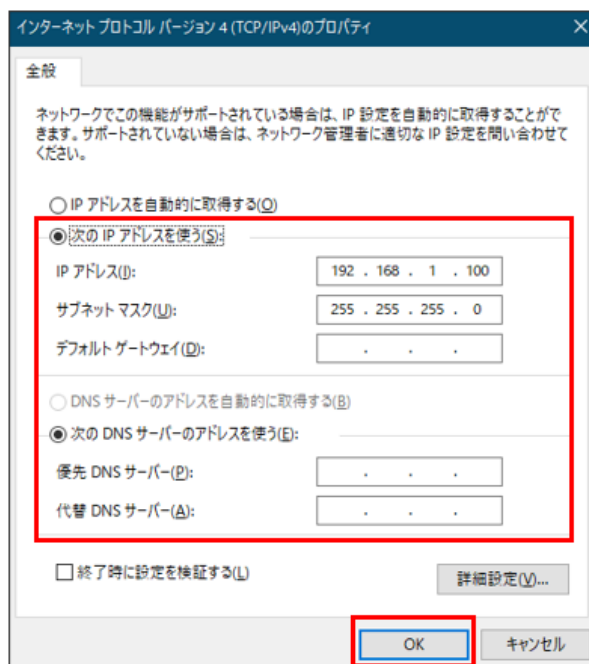 インターネット プロトコル バージョン 4 (TCP/IPv4)のプロパティ
全般
ネットワークでこの機能がサポートされている場合は、IP 設定を自動的に取得することがで
きます。サポートされていない場合は、ネットワーク管理者に適切な IP 設定を問い合わせて
ください。
IP アドレスを自動的に取得する(O)
次の IP アドレスを使う(S):
IP アドレス(I): 192 . 168 . 1 . 100
サブネット マスク(U): 255 . 255 . 255 . 0
デフォルト ゲートウェイ(D): . . .
DNS サーバーのアドレスを自動的に取得する(B)
次の DNS サーバーのアドレスを使う(E):
優先 DNS サーバー(P): . . .
代替 DNS サーバー(A): . . .
終了時に設定を検証する(L)
詳細設定(V)...
OK キャンセル